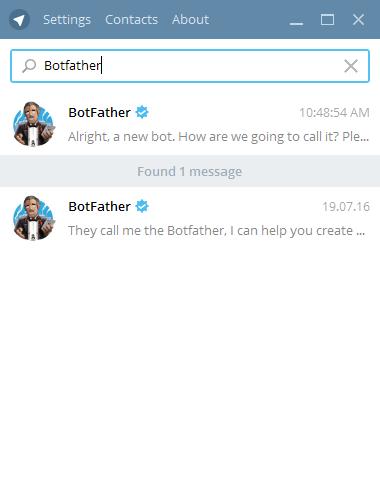 Settings Contacts About
Botfather
BotFather 10:48:54 AM
Alright, a new bot. How are we going to call it? Ple...
Found 1 message
BotFather 19.07.16
They call me the Botfather, I can help you create ...